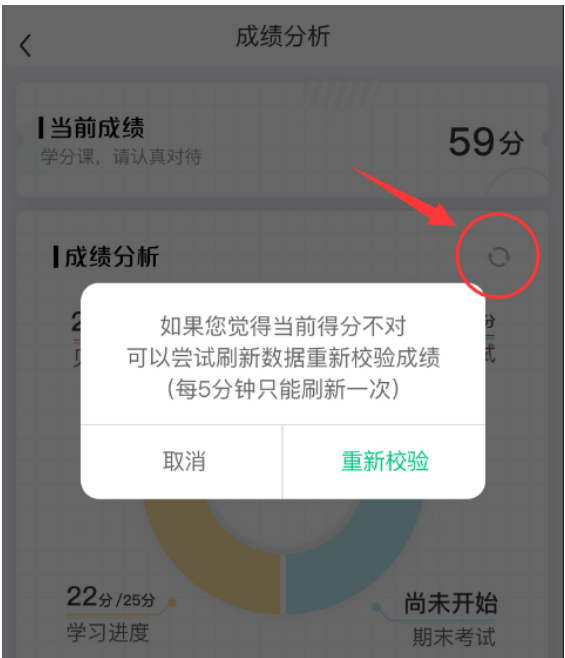 成绩分析
当前成绩
59分
学分课，请认真对待
成绩分析
如果您觉得当前得分不对
可以尝试刷新数据重新校验成绩
（每5分钟只能刷新一次）
取消
重新校验
22分/25分
尚未开始
学习进度
期末考试